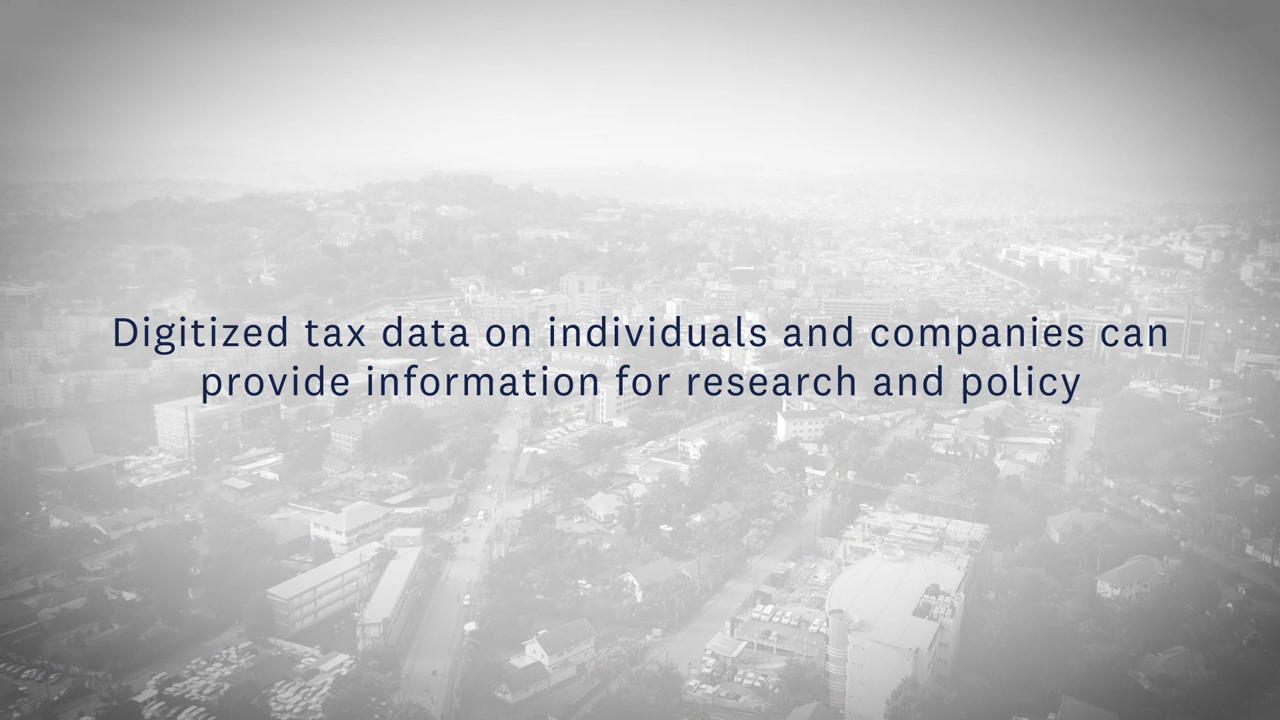 Digitized tax data on individuals and companies can
provide information for research and policy